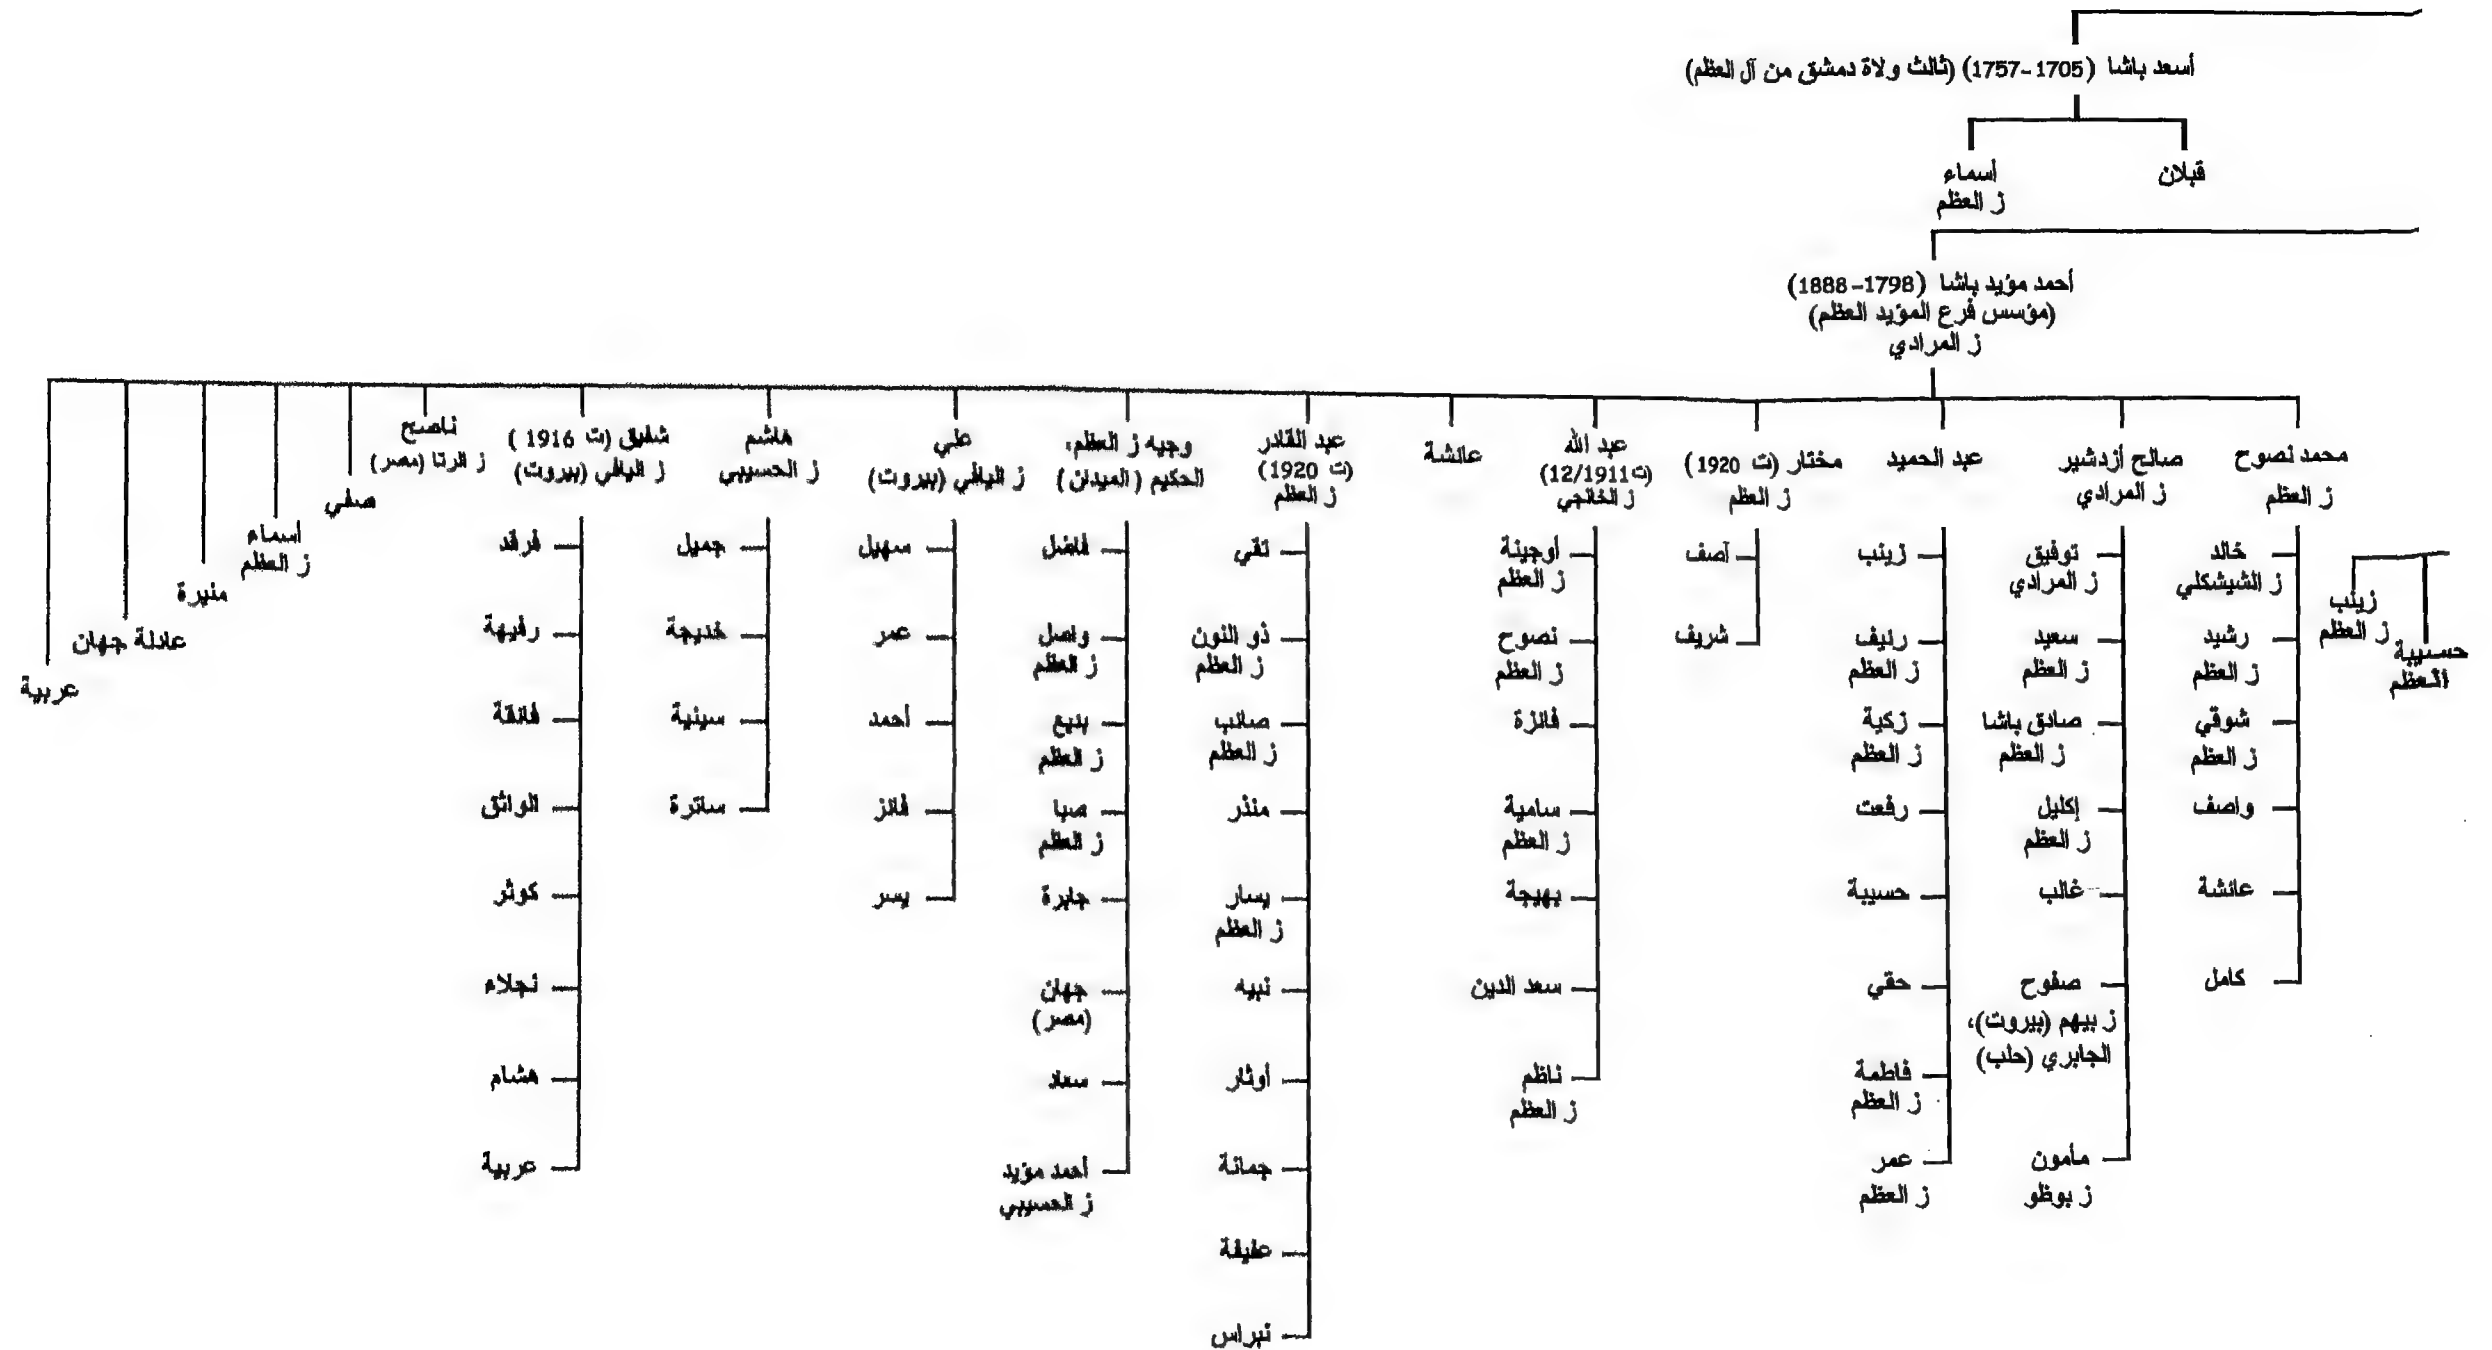 أسعد باشا (1705-1757) (ثالث ولاة دمشق من آل العظم)
قبلان
أسماء
ز العظم
أحمد مؤيد باشا (1798-1888)
(مؤسس فرع المؤيد العظم)
ز المرادي
محمد نصوح
ز العظم
خالد
ز الشيشكلي
رشيد
ز العظم
شوقي
ز العظم
واصف
عائشة
كامل
صالح أزدشير
ز المرادي
توفيق
ز المرادي
سعيد
ز العظم
صادق باشا
ز العظم
إكليل
ز العظم
غالب
صفوح
ز بيهم (بيروت)،
الجابري (حلب)
مأمون
ز بوظو
عبد الحميد
زينب
رئيف
ز العظم
زكية
ز العظم
رفعت
حسيبة
حقي
فاطمة
ز العظم
عمر
ز العظم
مختار (ت 1920)
ز العظم
آصف
شريف
عبد الله
(ت 12/1911)
ز الخانجي
أوجينة
ز العظم
نصوح
ز العظم
فائزة
سامية
ز العظم
بهيجة
سعد الدين
ناظم
ز العظم
عائشة
عبد القادر
(ت 1920)
ز العظم
تقي
ذو النون
ز العظم
صائب
ز العظم
منذر
يسار
ز العظم
نبيه
أوثار
جمانة
عفيفة
نبراس
وجيه ز العظم،
الحكيم (الميدان)
فاضل
واصل
ز العظم
بديع
ز العظم
صبا
ز العظم
جابرة
جهان
(مصر)
سعاد
أحمد مؤيد
ز الحسيبي
علي
ز اليافي (بيروت)
سهيل
عمر
أحمد
فائز
يسر
هاشم
ز الحسيبي
جميل
خديجة
سينية
ساترة
شفيق (ت 1916)
ز اليافي (بيروت)
فرقد
رفيهة
فائقة
الواثق
كوثر
نجلاء
هشام
عربية
ناصح
ز الرتا (مصر)
صفي
أسماء
ز العظم
منيرة
عادلة جهان
عربية
زينب
ز العظم
حسيبة
العظم